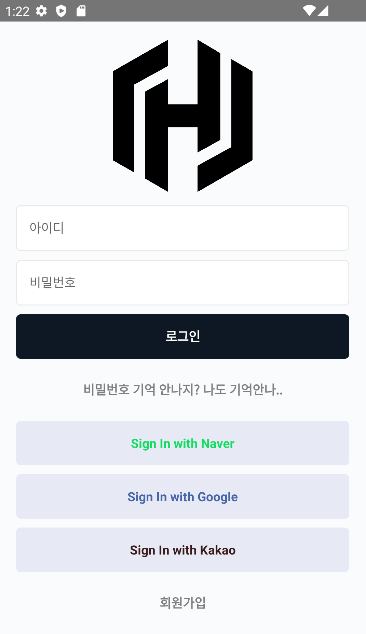 1:22
아이디
비밀번호
로그인
비밀번호 기억 안나지? 나도 기억안나..
Sign In with Naver
Sign In with Google
Sign In with Kakao
회원가입